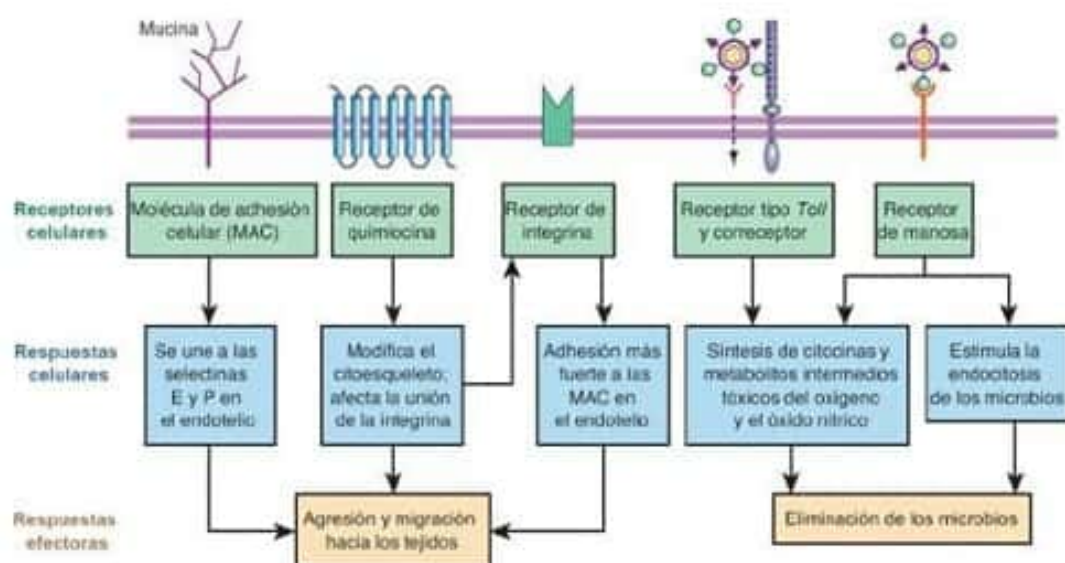 Mucina
Receptores
celulares
Molécula de adhesión
celular (MAC)
Receptor de
quimiocina
Receptor de
integrina
Receptor tipo Toll
y correceptor
Receptor
de manosa
Respuestas
celulares
Se une a las
selectinas
E y P en
el endotelio
Modifica el
citoesqueleto,
afecta la unión
de la integrina
Adhesión más
fuerte a las
MAC en
el endotelio
Síntesis de citocinas y
metabolitos intermedios
tóxicos del oxígeno
y el óxido nítrico
Estimula la
endocitosis
de los microbios
Respuestas
efectoras
Agresión y migración
hacia los tejidos
Eliminación de los microbios